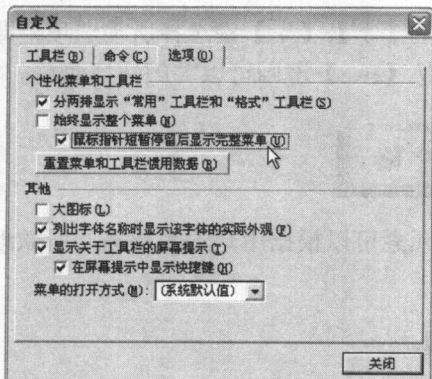 自定义
工具栏(B) 命令(C) 选项(O)
个性化菜单和工具栏
分两排显示“常用”工具栏和“格式”工具栏(S)
始终显示整个菜单(N)
鼠标指针短暂停留后显示完整菜单(U)
重置菜单和工具栏惯用数据(R)
其他
大图标(L)
列出字体名称时显示该字体的实际外观(F)
显示关于工具栏的屏幕提示(T)
在屏幕提示中显示快捷键(H)
菜单的打开方式(M): (系统默认值)
关闭